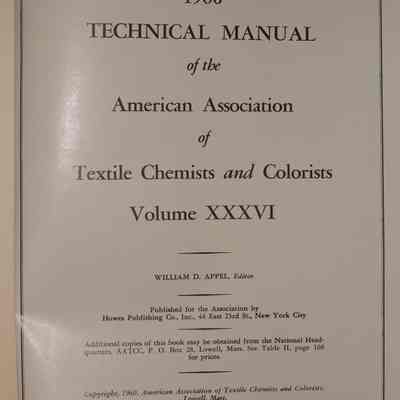 1960
TECHNICAL MANUAL
of the
American Association
of
Textile Chemists and Colorists
Volume XXXVI
WILLIAM D. APPEL, Editor
Published for the Association by
Howes Publishing Co., Inc., 44 East 23rd St., New York City
Additional copies of this book may be obtained from the National Head-
quarters, AATCC, P. O. Box 28, Lowell, Mass. See Table II, page 168
for prices.
Copyright, 1960, American Association of Textile Chemists and Colorists,
Lowell, Mass.